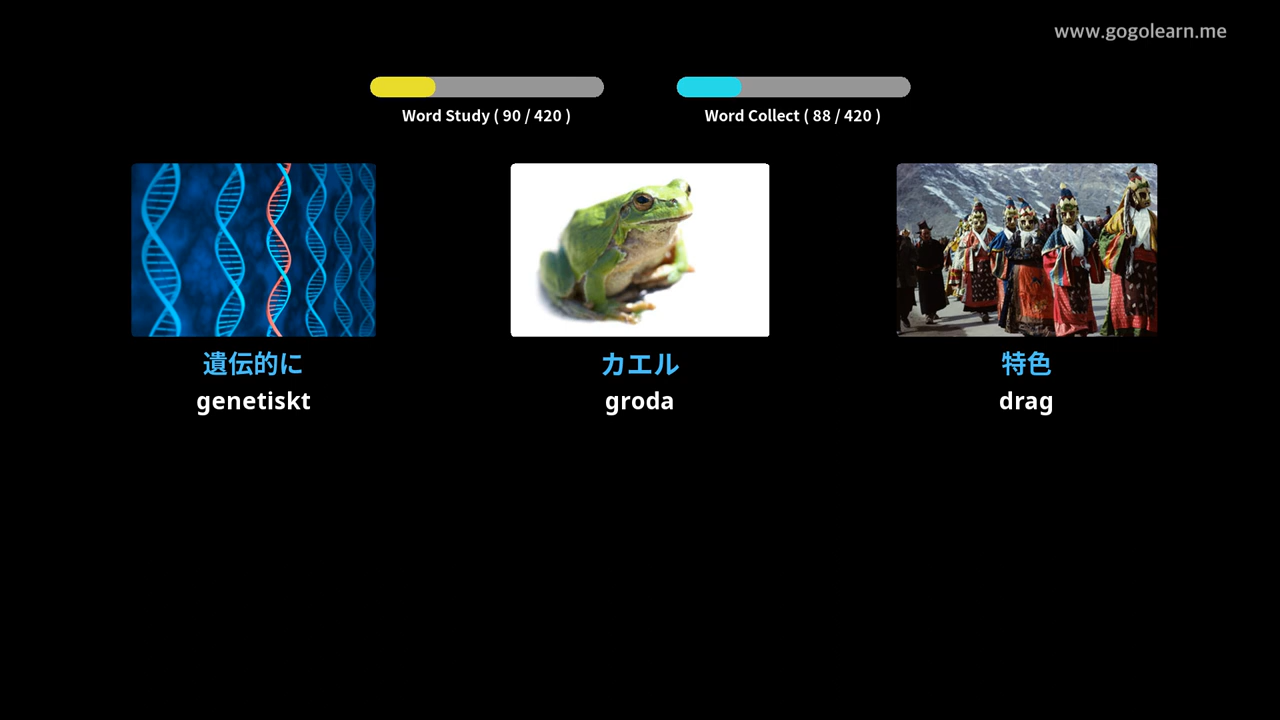 www.gogolearn.me
Word Study ( 90 / 420 )
Word Collect ( 88 / 420 )
遺伝的に
genetiskt
カエル
groda
特色
drag